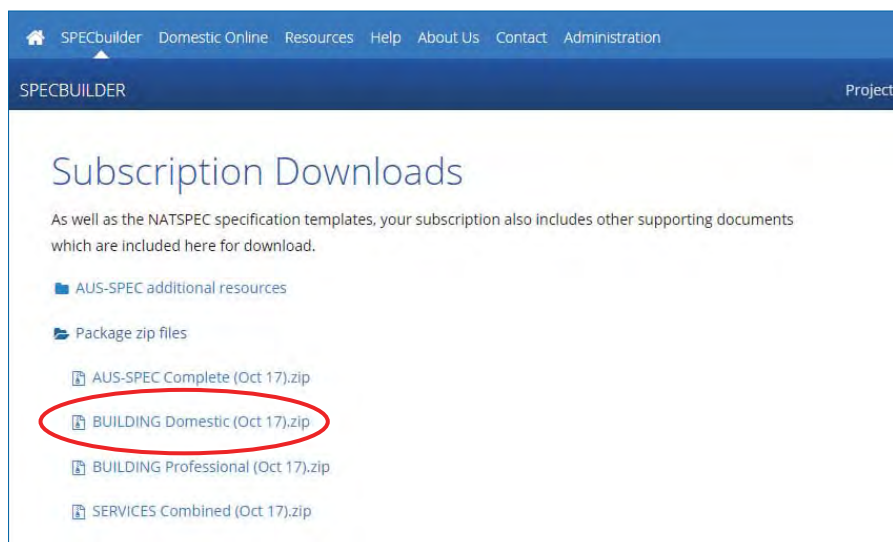 SPECbuilder Domestic Online Resources Help About Us Contact Administration
SPECBUILDER Project
Subscription Downloads
As well as the NATSPEC specification templates, your subscription also includes other supporting documents
which are included here for download.
AUS-SPEC additional resources
Package zip files
AUS-SPEC Complete (Oct 17).zip
BUILDING Domestic (Oct 17).zip
BUILDING Professional (Oct 17).zip
SERVICES Combined (Oct 17).zip